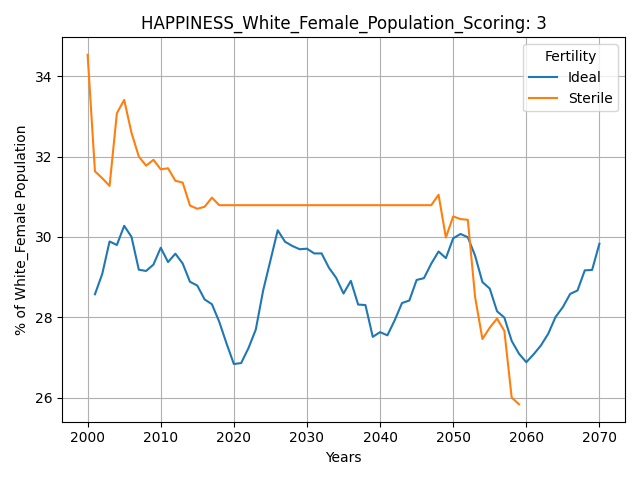 HAPPINESS_White_Female_Population_Scoring: 3
Fertility
Ideal
Sterile
% of White_Female Population
34
32
30
28
26
2000 2010 2020 2030 2040 2050 2060 2070
Years